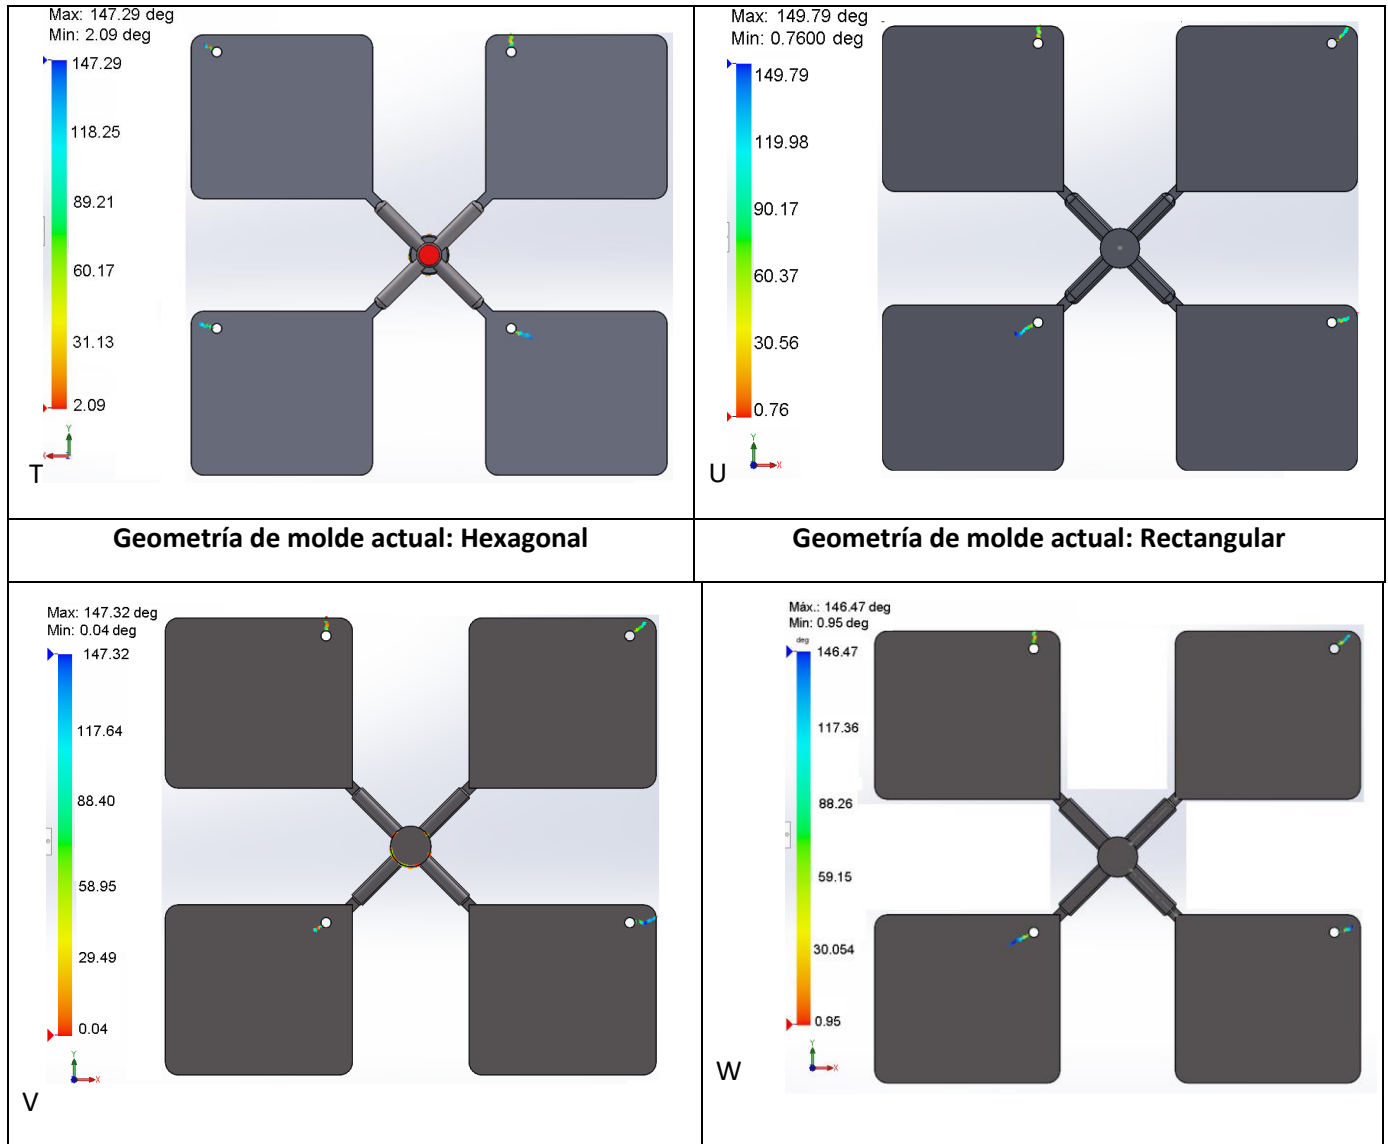 Max: 147.29 deg
Min: 2.09 deg
147.29
118.25
89.21
60.17
31.13
2.09
Y
T
Max: 149.79 deg
Min: 0.7600 deg
149.79
119.98
90.17
60.37
30.56
0.76
Y
X
U
Geometría de molde actual: Hexagonal
Geometría de molde actual: Rectangular
Max: 147.32 deg
Min: 0.04 deg
147.32
117.64
88.40
58.95
29.49
0.04
Y
X
V
Máx.: 146.47 deg
Min: 0.95 deg
deg
146.47
117.36
88.26
59.15
30.054
0.95
Y
X
W